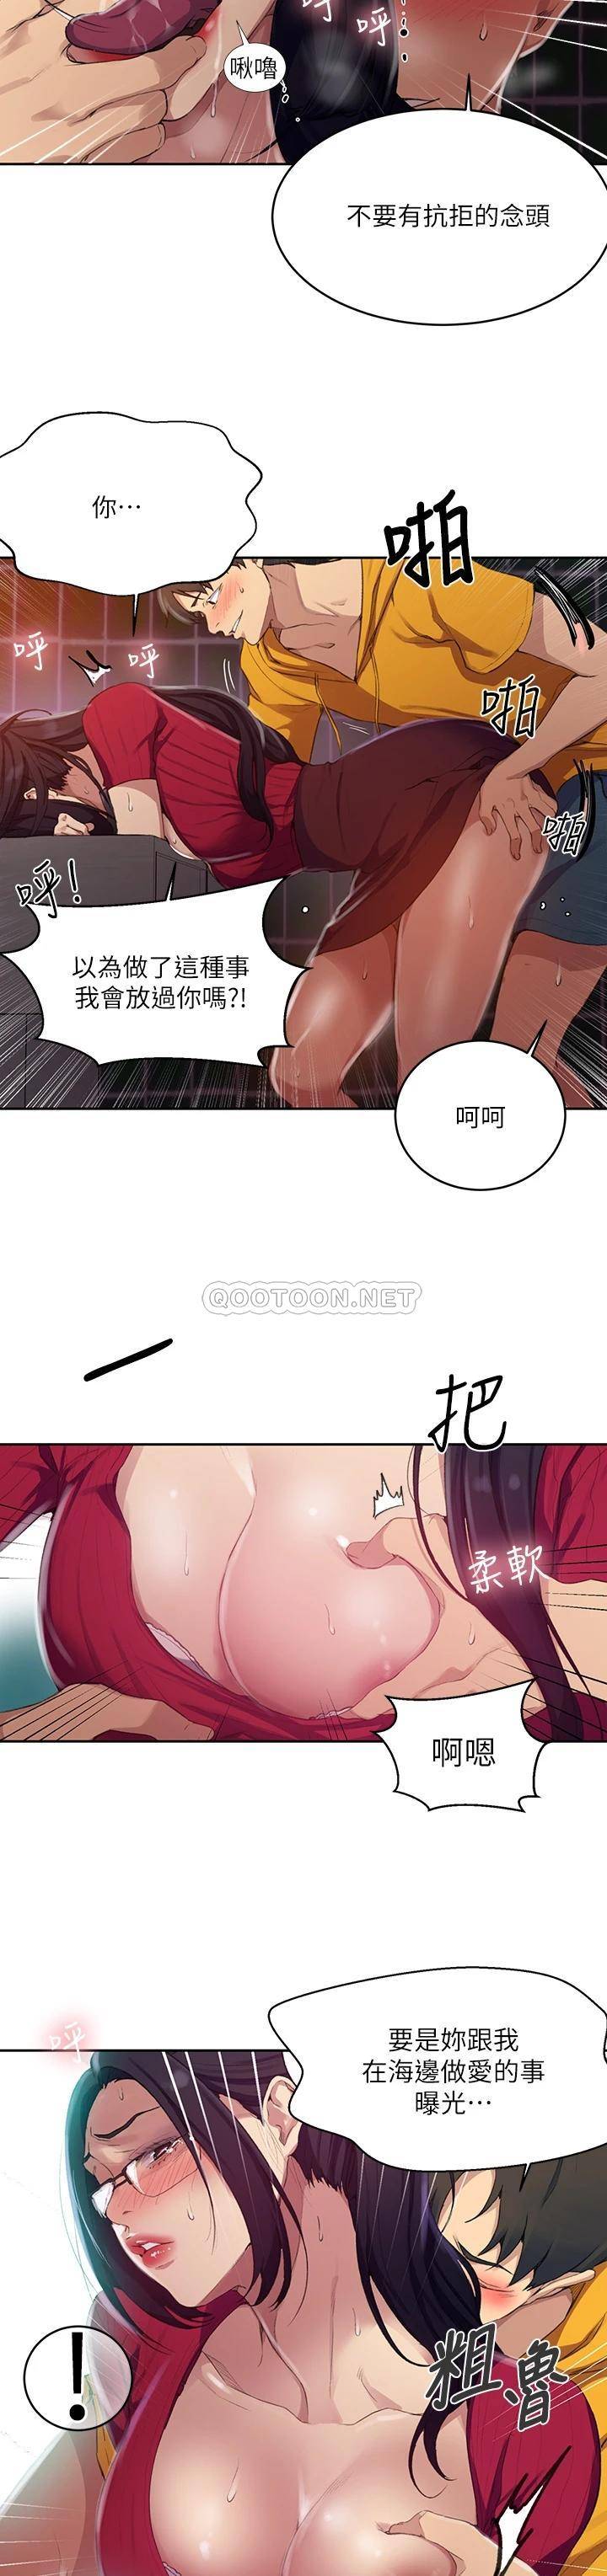 呼
呼
啾嚕
不要有抗拒的念頭
你…
啪
呼
呼
啪
啪
呼!
以為做了這種事
我會放過你嗎?!
呵呵
QOOTOON.NET
把
柔軟
啊嗯
呼
要是妳跟我
在海邊做愛的事
曝光…
!
粗魯